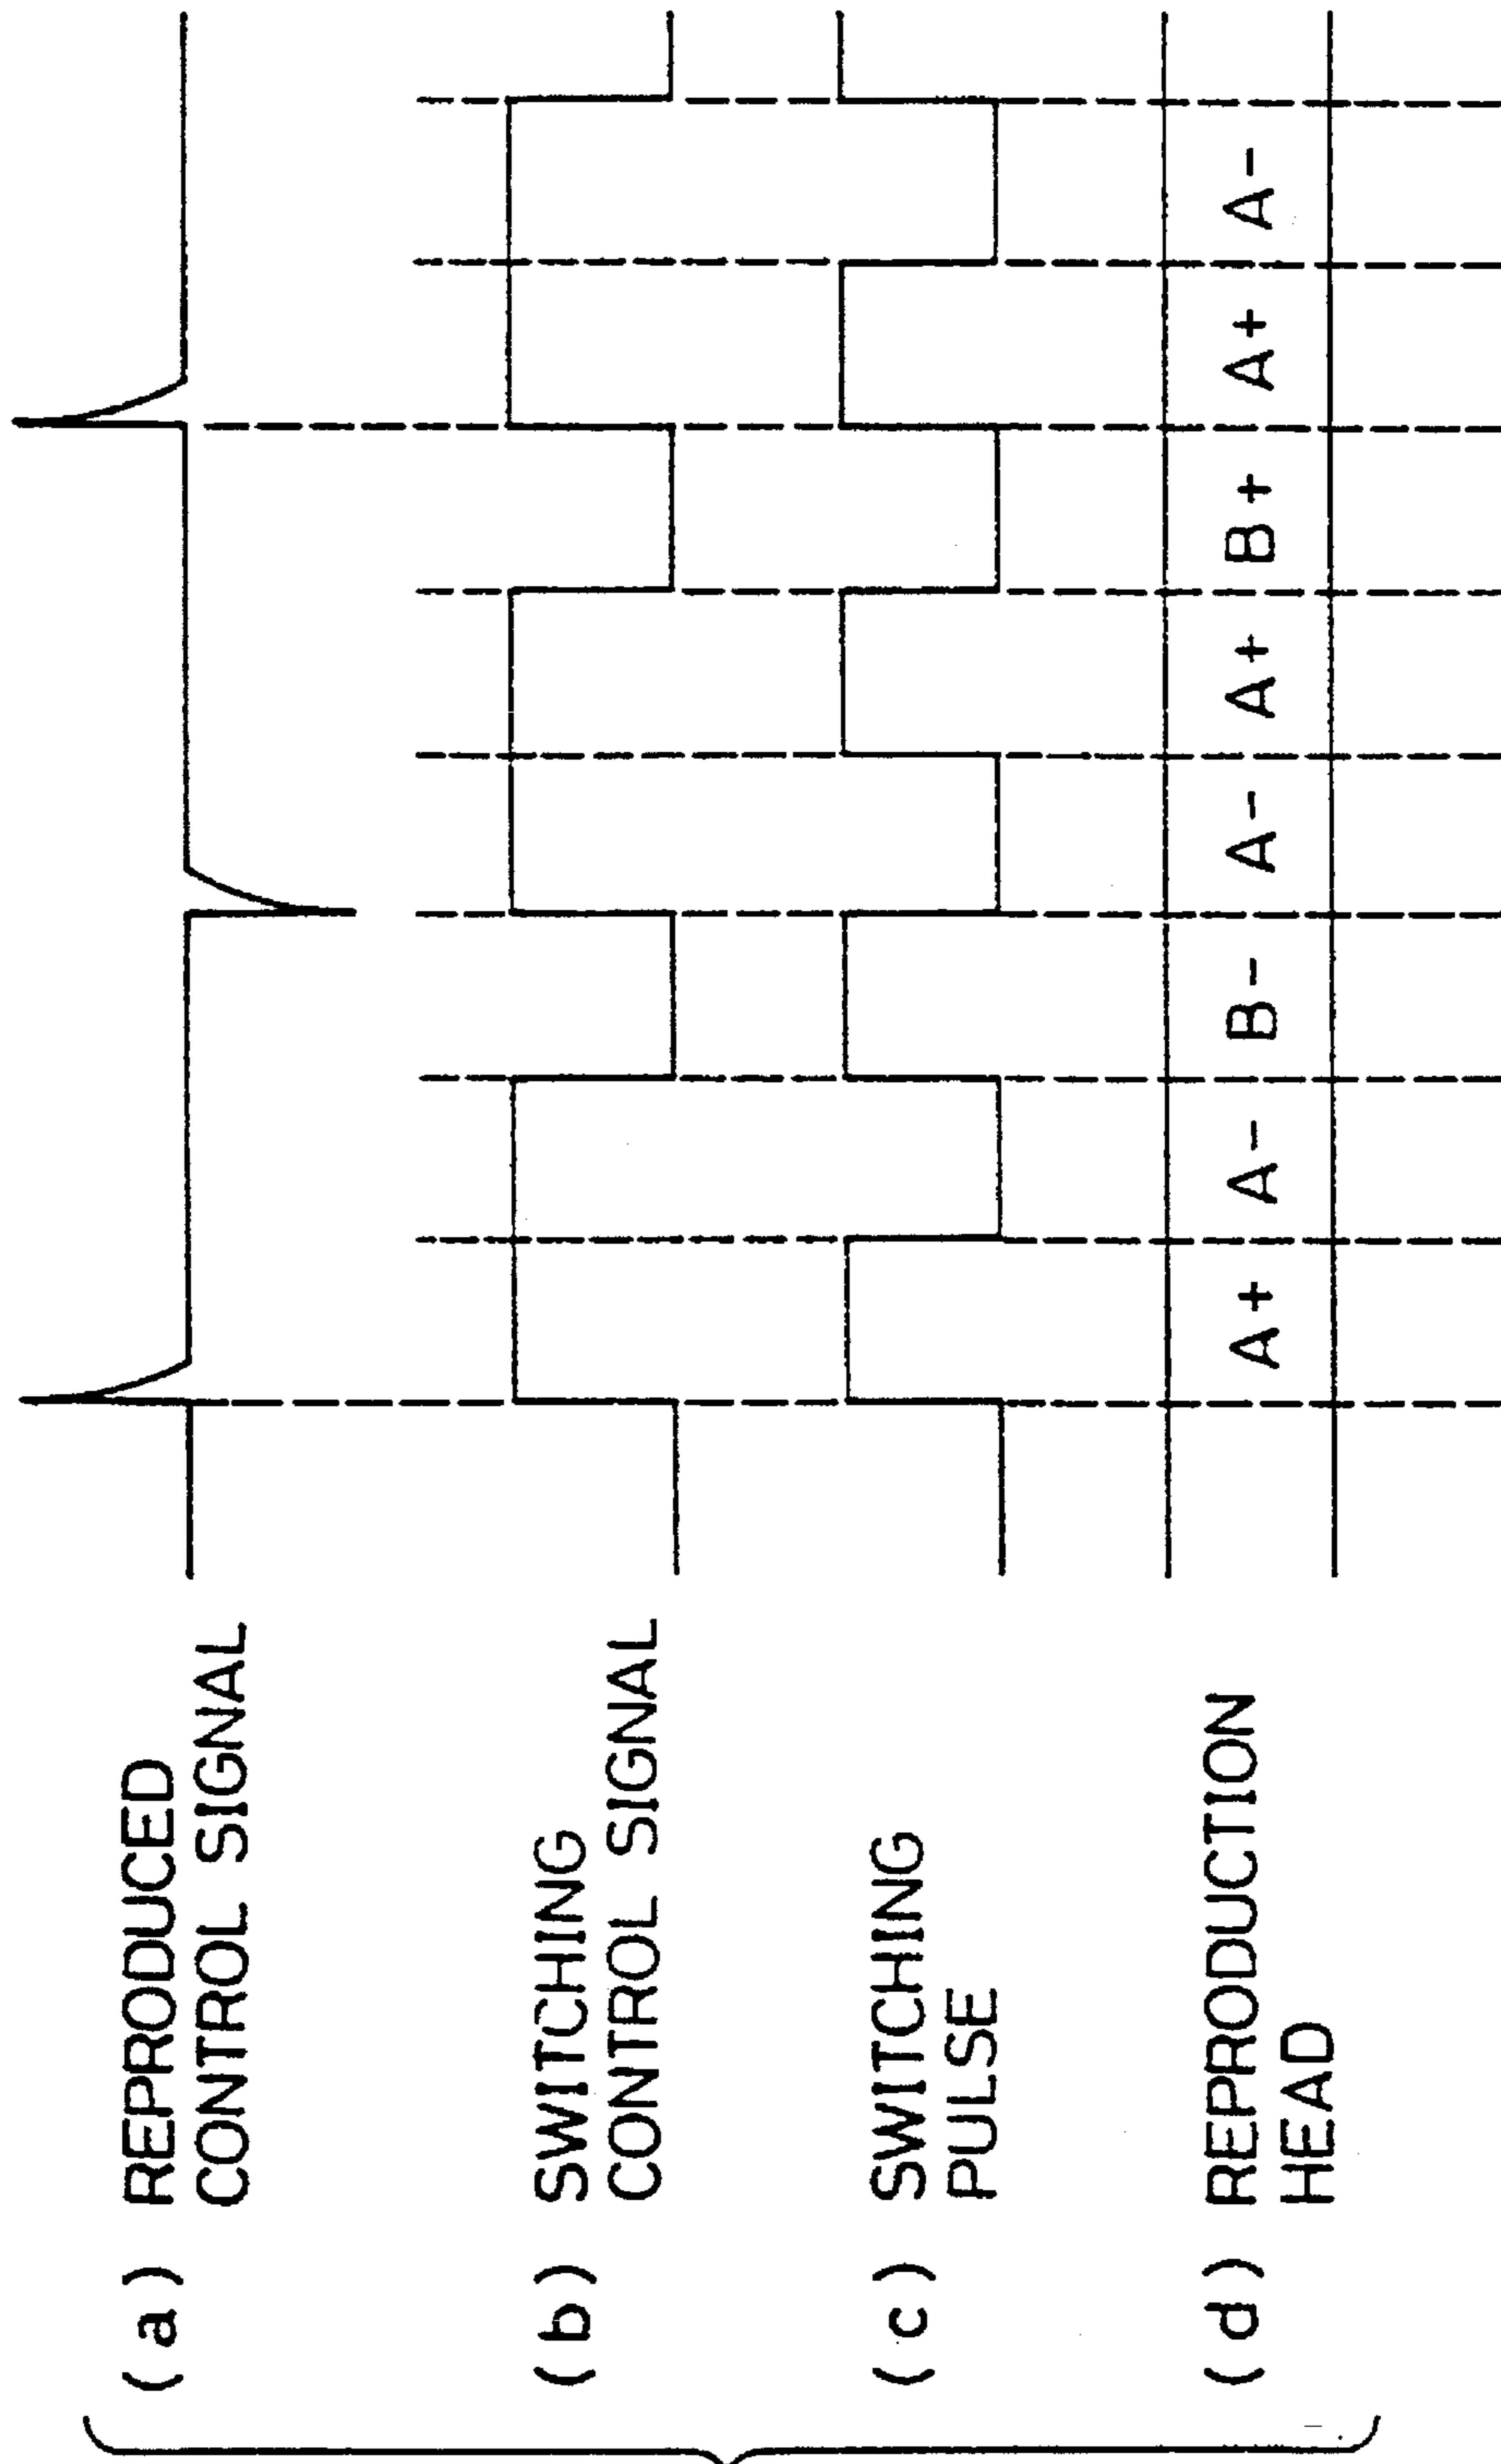 (a) REPRODUCED
CONTROL SIGNAL
(b) SWITCHING
CONTROL SIGNAL
(c) SWITCHING
PULSE
(d) REPRODUCTION
HEAD
A+ A- B- A- A+ B+ A+ A-